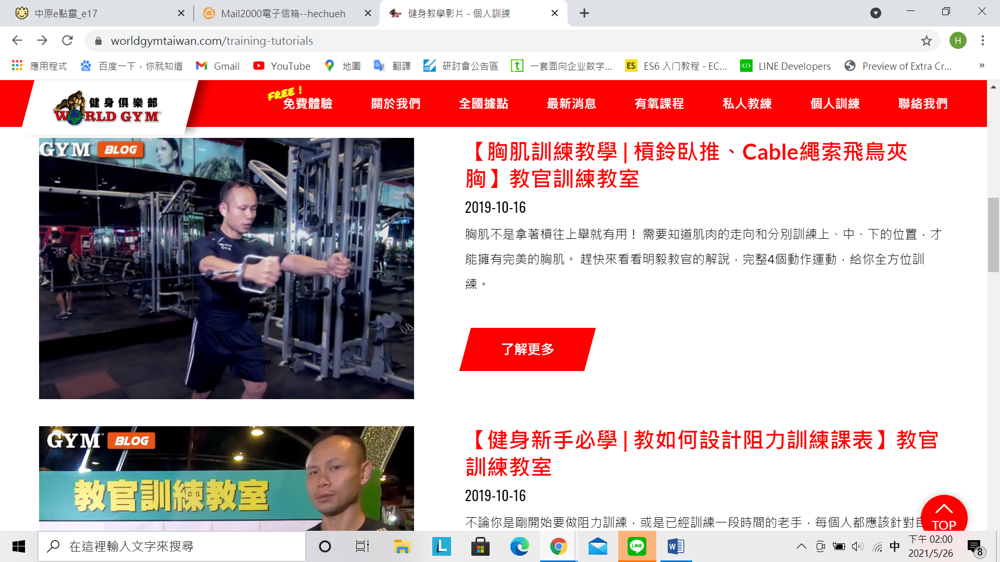 中原e點靈_e17
Mail2000電子信箱--hechueh
健身教學影片 - 個人訓練
worldgymtaiwan.com/training-tutorials
H
應用程式
百度一下，你就知道
Gmail
YouTube
地圖
翻譯
研討會公告區
一套面向企业数字...
ES6 入门教程 - EC...
LINE Developers
Preview of Extra Cr...
»
健身俱樂部
WORLD GYM
FREE!
免費體驗
關於我們
全國據點
最新消息
有氧課程
私人教練
個人訓練
聯絡我們
GYM BLOG
【胸肌訓練教學 | 槓鈴臥推、Cable繩索飛鳥夾
胸】教官訓練教室
2019-10-16
胸肌不是拿著槓往上舉就有用！ 需要知道肌肉的走向和分別訓練上、中、下的位置，才
能擁有完美的胸肌。 趕快來看看明毅教官的解說，完整4個動作運動，給你全方位訓
練。
了解更多
GYM™ BLOG
教官訓練教室
【健身新手必學 | 教如何設計阻力訓練課表】教官
訓練教室
2019-10-16
不論你是剛開始要做阻力訓練，或是已經訓練一段時間的老手，每個人都應該針對
TOP
在這裡輸入文字來搜尋
L
LINE
W
中
下午 02:00
2021/5/26
8